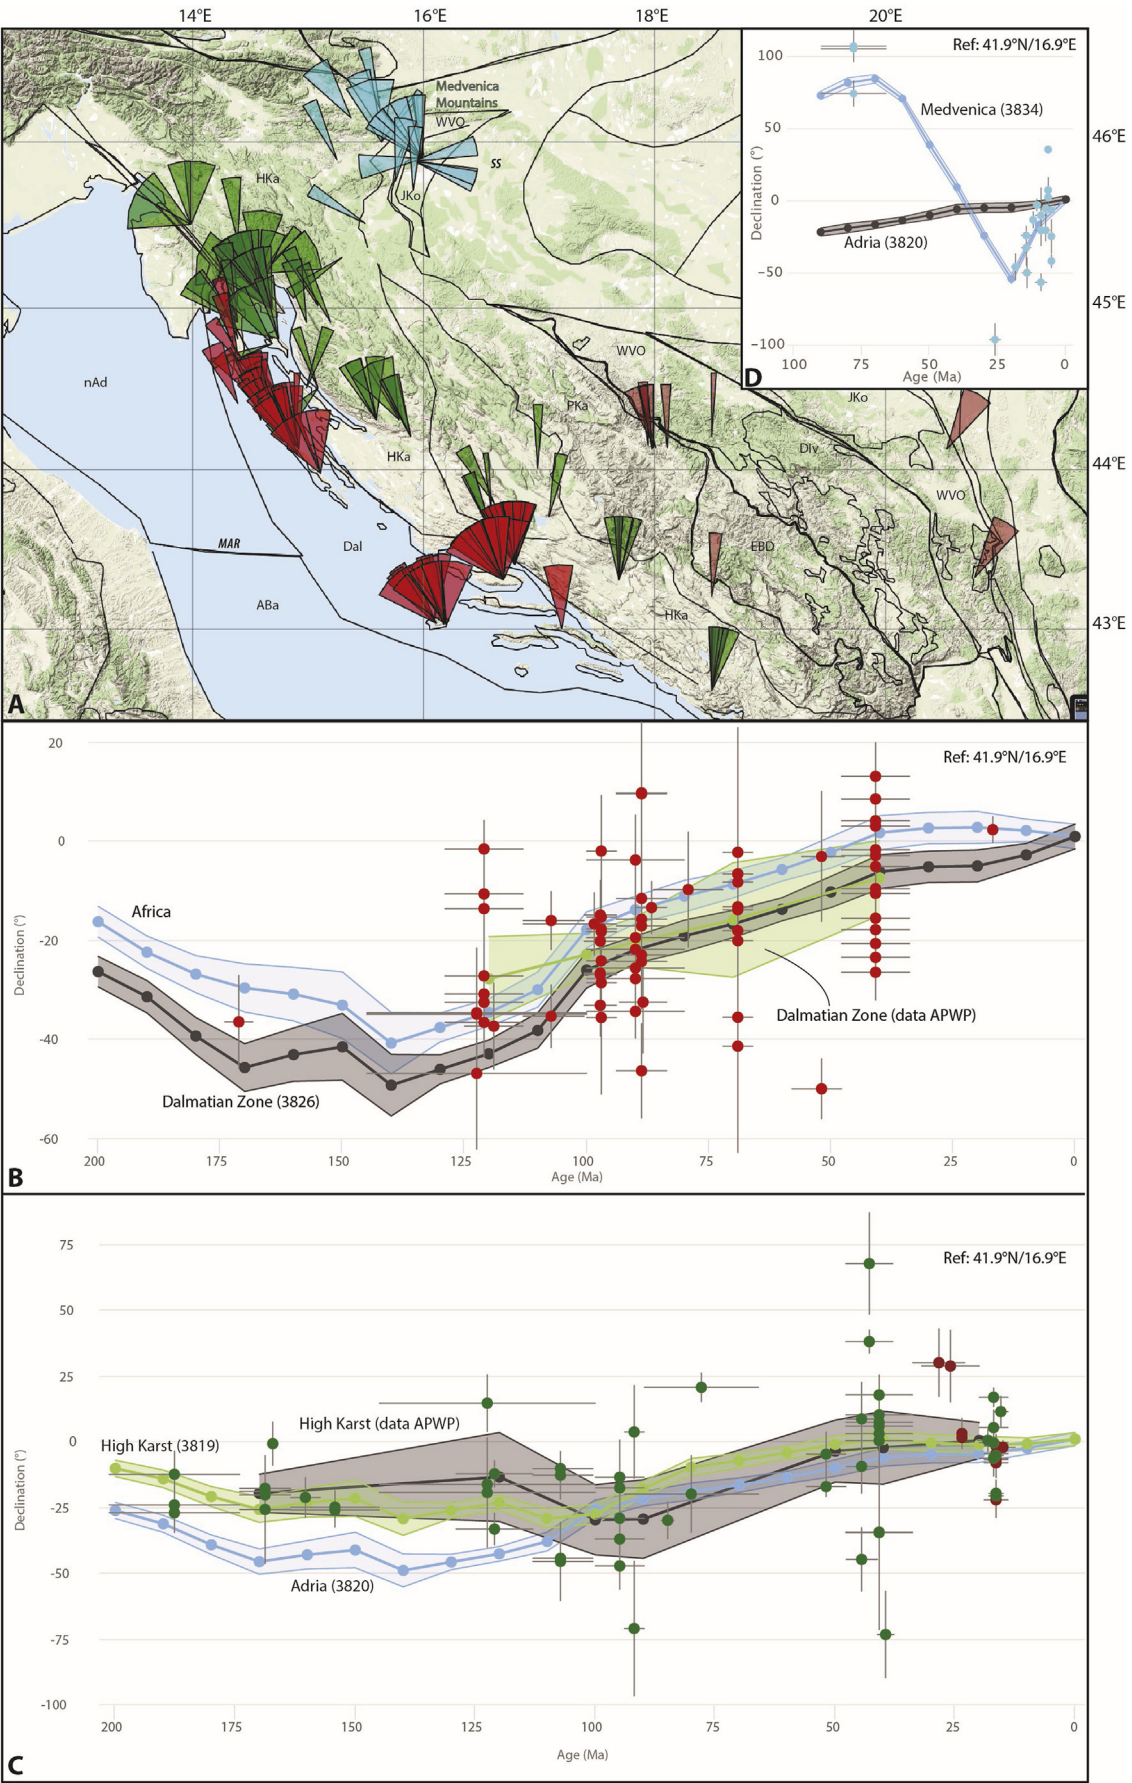 14°E 16°E 18°E 20°E
Medvenica
Mountains
WVO
SS
HKa
JKo
46°E
45°E
44°E
43°E
nAd
WVO
PKa
HKa
JKo
DIv
WVO
MAR
Dal
EBD
ABa
HKa
A
Ref: 41.9°N/16.9°E
100
50
0
-50
-100
Declination (°)
Medvenica (3834)
Adria (3820)
100 75 50 25 0
Age (Ma)
D
20
0
-20
-40
-60
Declination (°)
Ref: 41.9°N/16.9°E
Africa
Dalmatian Zone (data APWP)
Dalmatian Zone (3826)
200 175 150 125 100 75 50 25 0
Age (Ma)
B
75
50
25
0
-25
-50
-75
-100
Declination (°)
Ref: 41.9°N/16.9°E
High Karst (data APWP)
High Karst (3819)
Adria (3820)
200 175 150 125 100 75 50 25 0
Age (Ma)
C